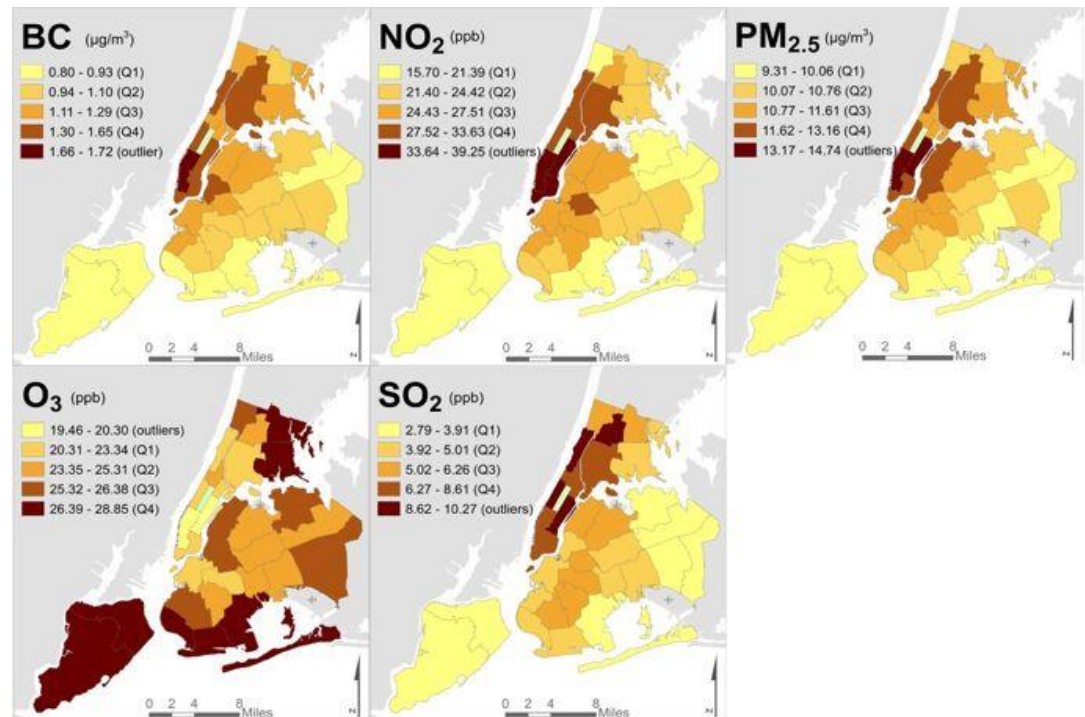 BC (µg/m³)
0.80 - 0.93 (Q1)
0.94 - 1.10 (Q2)
1.11 - 1.29 (Q3)
1.30 - 1.65 (Q4)
1.66 - 1.72 (outlier)
0 2 4 8
Miles
N
NO₂ (ppb)
15.70 - 21.39 (Q1)
21.40 - 24.42 (Q2)
24.43 - 27.51 (Q3)
27.52 - 33.63 (Q4)
33.64 - 39.25 (outliers)
0 2 4 8
Miles
N
PM₂.₅ (µg/m³)
9.31 - 10.06 (Q1)
10.07 - 10.76 (Q2)
10.77 - 11.61 (Q3)
11.62 - 13.16 (Q4)
13.17 - 14.74 (outliers)
0 2 4 8
Miles
N
O₃ (ppb)
19.46 - 20.30 (outliers)
20.31 - 23.34 (Q1)
23.35 - 25.31 (Q2)
25.32 - 26.38 (Q3)
26.39 - 28.85 (Q4)
0 2 4 8
Miles
N
SO₂ (ppb)
2.79 - 3.91 (Q1)
3.92 - 5.01 (Q2)
5.02 - 6.26 (Q3)
6.27 - 8.61 (Q4)
8.62 - 10.27 (outliers)
0 2 4 8
Miles
N